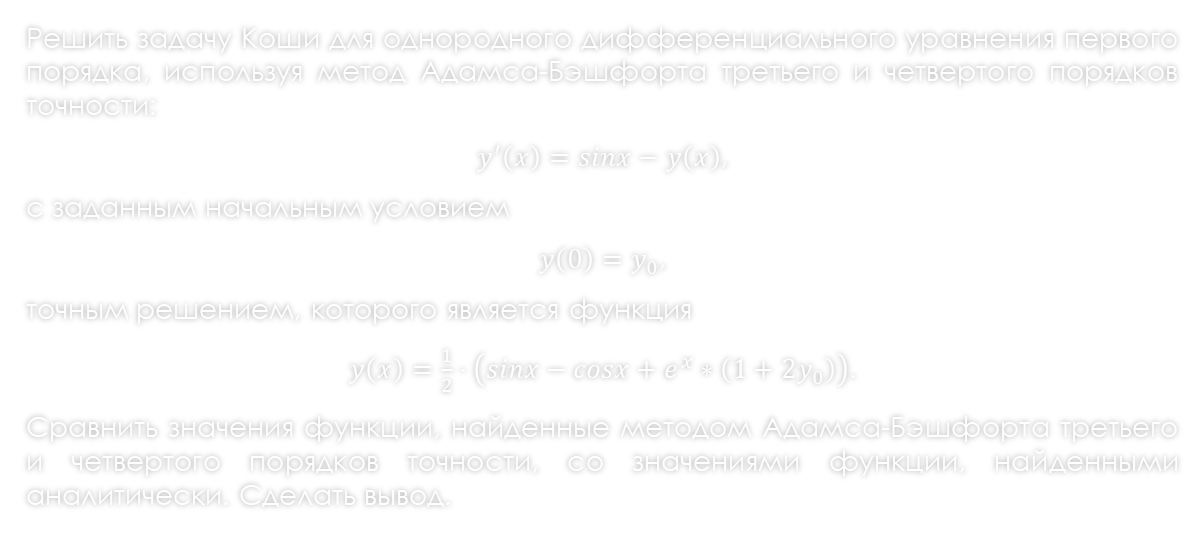 Решить задачу Коши для однородного дифференциального уравнения первого
порядка, используя метод Адамса-Бэшфорта третьего и четвертого порядков
точности:
y′(x) = sinx − y(x),
с заданным начальным условием
y(0) = y₀,
точным решением, которого является функция
y(x) = 1/2 · (sinx − cosx + eˣ * (1 + 2y₀)).
Сравнить значения функции, найденные методом Адамса-Бэшфорта третьего
и четвертого порядков точности, со значениями функции, найденными
аналитически. Сделать вывод.